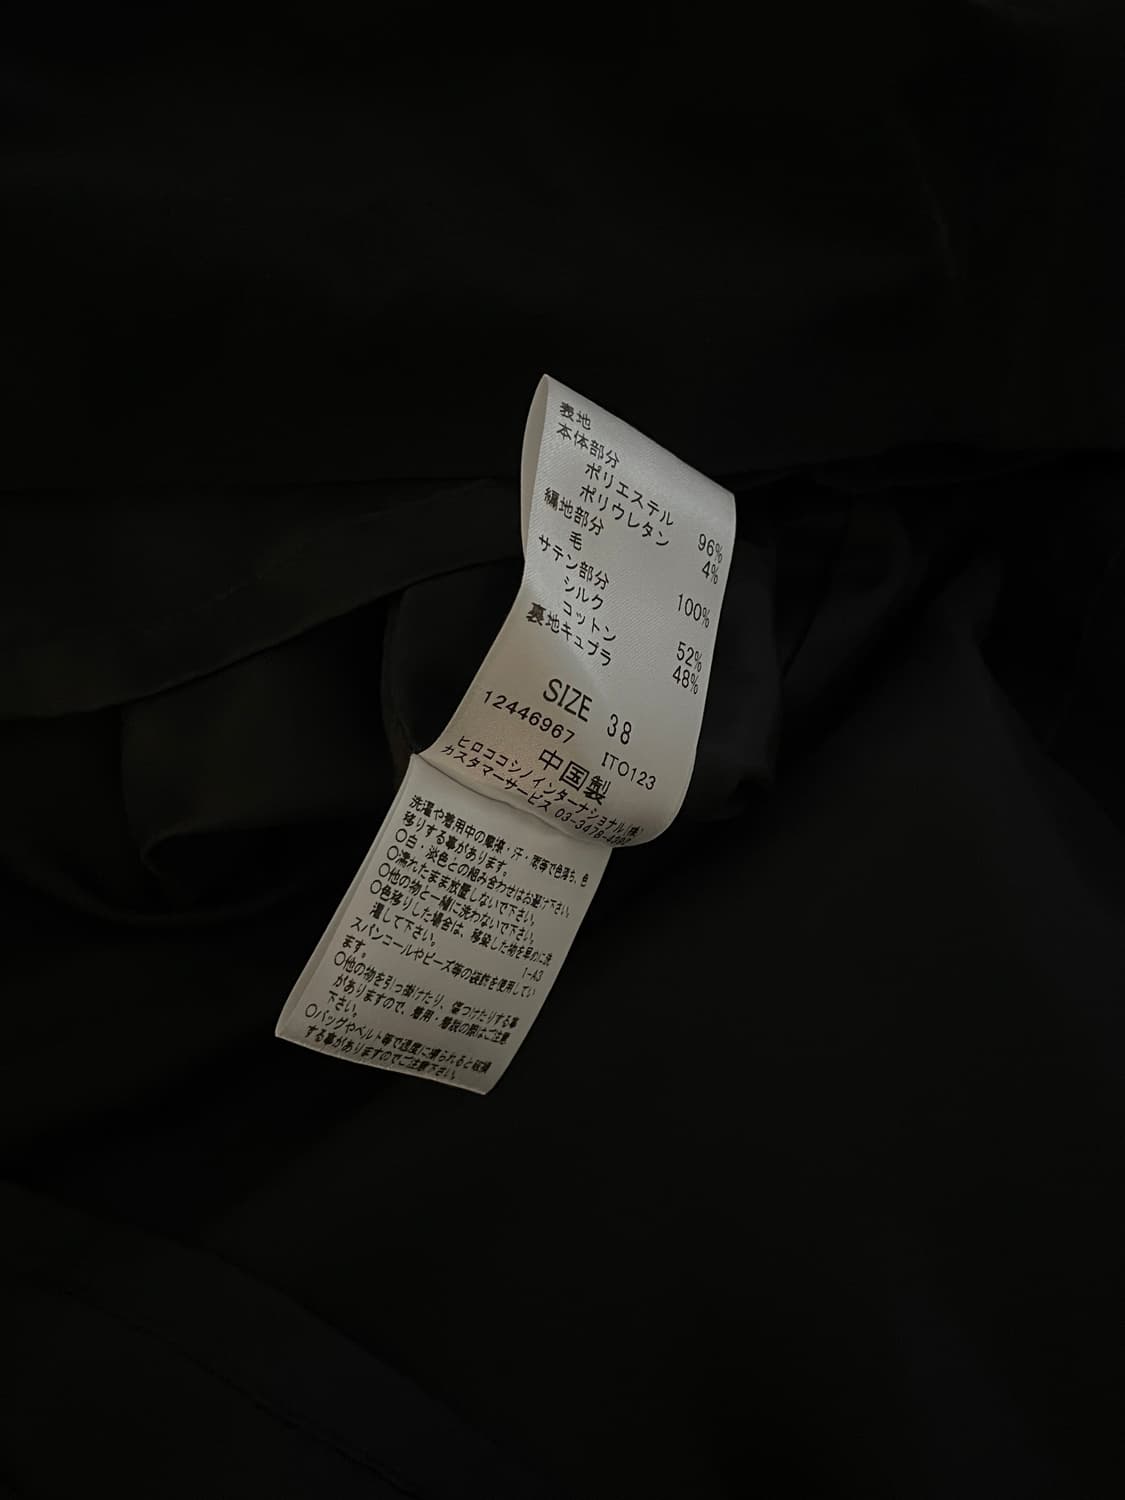 表地
本体部分
ポリエステル 96%
ポリウレタン 4%
編地部分
毛 100%
サテン部分
シルク 52%
コットン 48%
裏地キュプラ
SIZE 38
12446967 ITO123
中国製
ヒロココシノインターナショナル(株)
カスタマーサービス 03-3478-
洗濯や着用中の摩擦・汗・雨等で色落ち、色
移りする事があります。
○白・淡色との組み合わせはお避け下さい。
○濡れたまま放置しないで下さい。
○他の物と一緒に洗わないで下さい。
○色移りした場合は、移染した物を早めに洗
濯して下さい。
1-A3
スパンコールやビーズ等の装飾を使用してい
ます。
○他の物を引っ掛けたり、傷つけたりする事
がありますので、着用・着脱の際はご注意
下さい。
○バッグやベルト等で過度に擦られると破損
する事がありますのでご注意下さい。